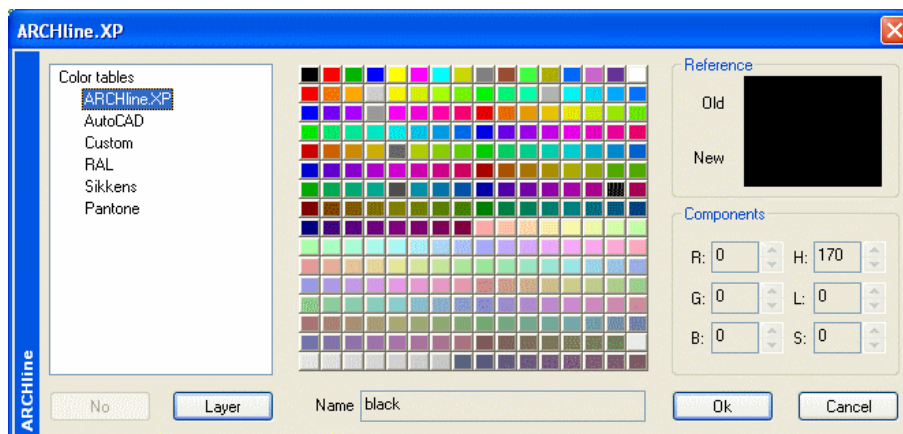 ARCHline.XP
Color tables
ARCHline.XP
AutoCAD
Custom
RAL
Sikkens
Pantone
Reference
Old
New
Components
R: 0 H: 170
G: 0 L: 0
B: 0 S: 0
ARCHline
No
Layer
Name black
Ok
Cancel